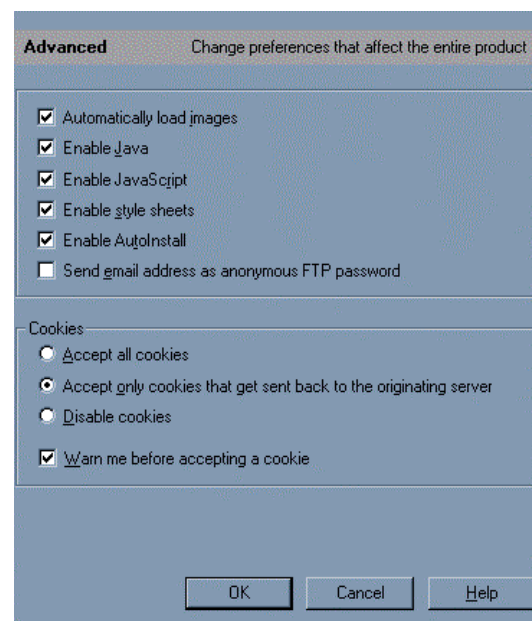 Advanced Change preferences that affect the entire product
Automatically load images
Enable Java
Enable JavaScript
Enable style sheets
Enable AutoInstall
Send email address as anonymous FTP password
Cookies
Accept all cookies
Accept only cookies that get sent back to the originating server
Disable cookies
Warn me before accepting a cookie
OK Cancel Help